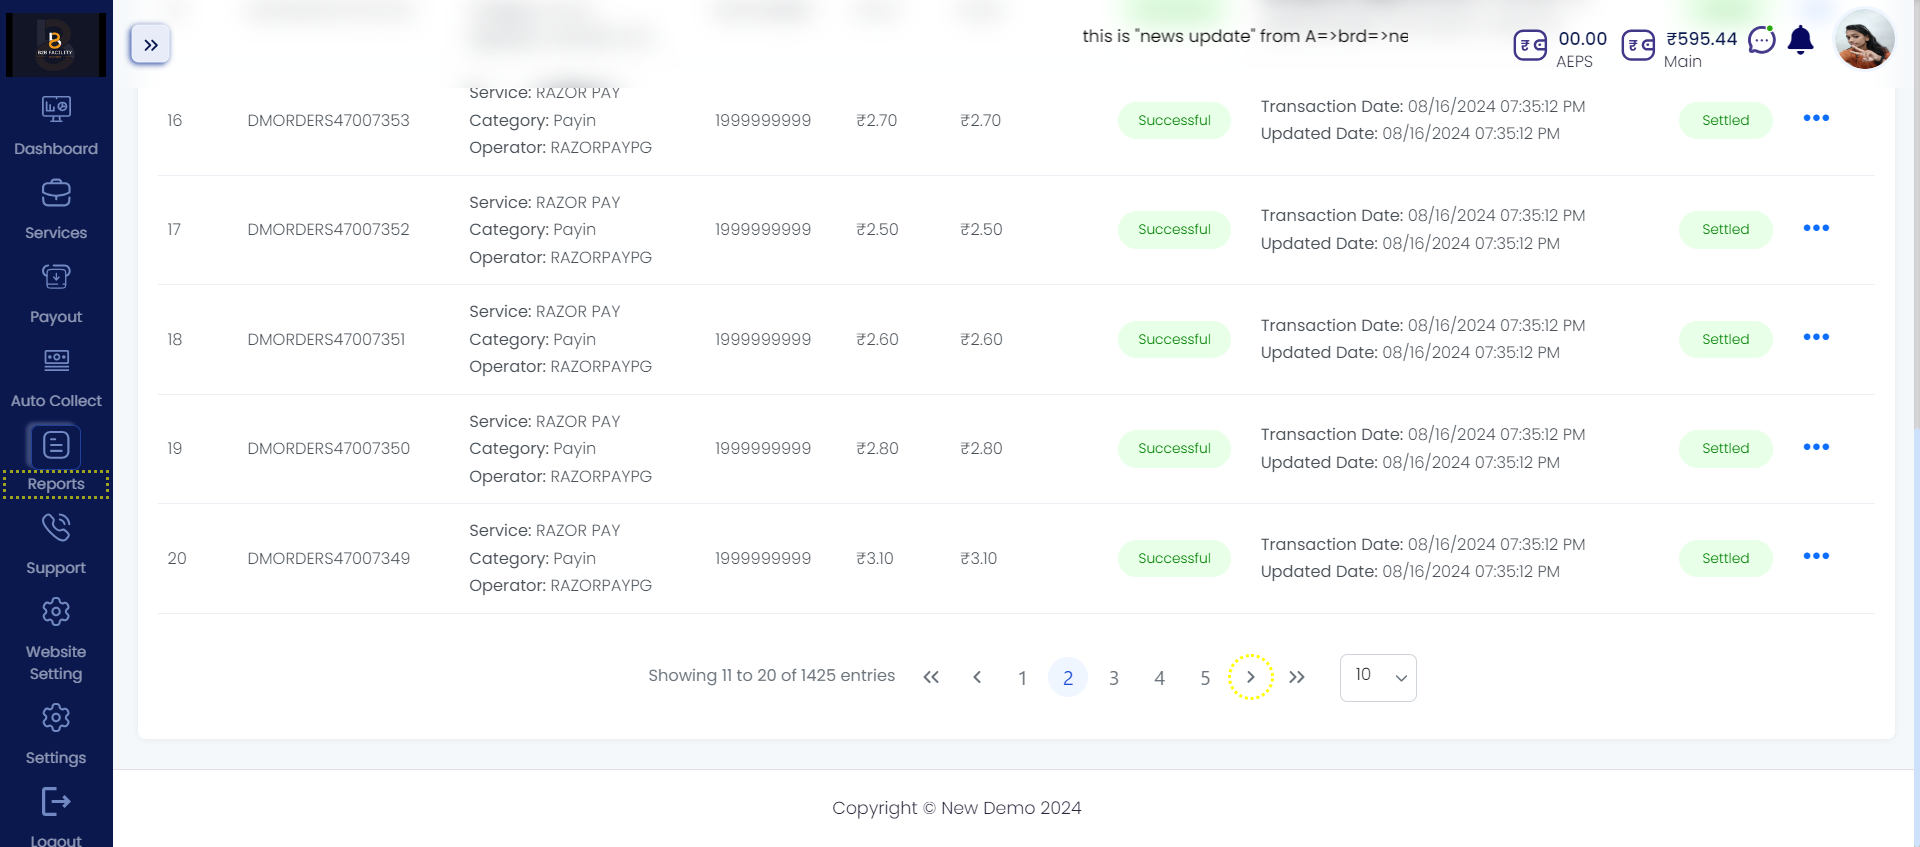 this is "news update" from A=>brd=>ne
00.00
AEPS
₹595.44
Main
B2B FACILITY
Dashboard
Services
Payout
Auto Collect
Reports
Support
Website
Setting
Settings
Logout
Service: RAZOR PAY
16 DMORDERS47007353 Category: Payin 1999999999 ₹2.70 ₹2.70 Successful Transaction Date: 08/16/2024 07:35:12 PM Settled
Operator: RAZORPAYPG Updated Date: 08/16/2024 07:35:12 PM
Service: RAZOR PAY
17 DMORDERS47007352 Category: Payin 1999999999 ₹2.50 ₹2.50 Successful Transaction Date: 08/16/2024 07:35:12 PM Settled
Operator: RAZORPAYPG Updated Date: 08/16/2024 07:35:12 PM
Service: RAZOR PAY
18 DMORDERS47007351 Category: Payin 1999999999 ₹2.60 ₹2.60 Successful Transaction Date: 08/16/2024 07:35:12 PM Settled
Operator: RAZORPAYPG Updated Date: 08/16/2024 07:35:12 PM
Service: RAZOR PAY
19 DMORDERS47007350 Category: Payin 1999999999 ₹2.80 ₹2.80 Successful Transaction Date: 08/16/2024 07:35:12 PM Settled
Operator: RAZORPAYPG Updated Date: 08/16/2024 07:35:12 PM
Service: RAZOR PAY
20 DMORDERS47007349 Category: Payin 1999999999 ₹3.10 ₹3.10 Successful Transaction Date: 08/16/2024 07:35:12 PM Settled
Operator: RAZORPAYPG Updated Date: 08/16/2024 07:35:12 PM
Showing 11 to 20 of 1425 entries « ‹ 1 2 3 4 5 › » 10
Copyright © New Demo 2024